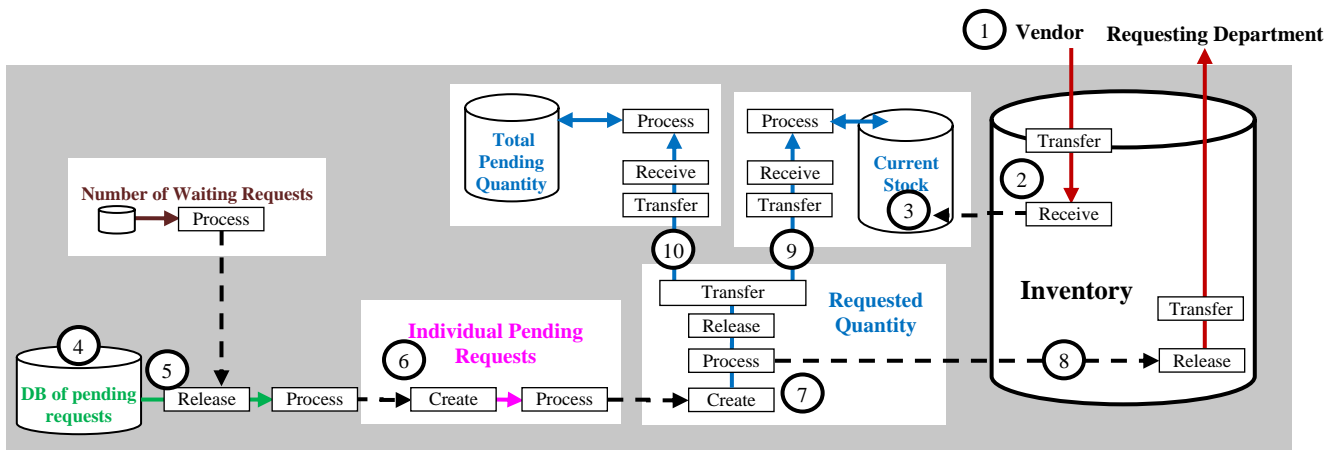 1
Vendor
Requesting Department
Total
Pending
Quantity
Process
Receive
Transfer
Process
Receive
Transfer
Current
Stock
3
Transfer
2
Receive
Number of Waiting Requests
Process
10
9
Transfer
Release
Process
Create
Requested
Quantity
7
Inventory
Transfer
8
Release
Individual Pending
Requests
6
Create
Process
4
DB of pending
requests
5
Release
Process